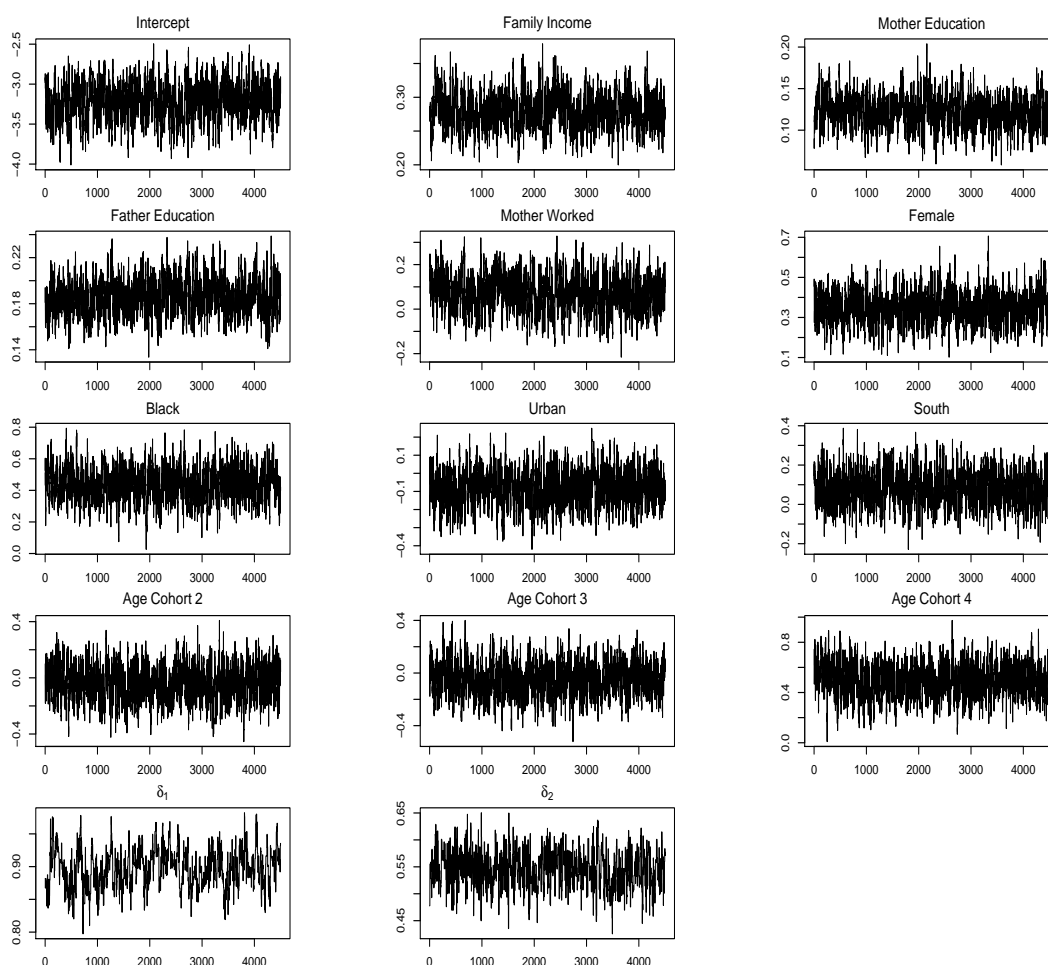 Intercept
Family Income
Mother Education
−4.0 −3.5 −3.0 −2.5
0.20 0.30
0.10 0.20
0 1000 2000 3000 4000
0 1000 2000 3000 4000
0 1000 2000 3000 4000
Father Education
Mother Worked
Female
0.14 0.18 0.22
−0.2 0.0 0.2
0.1 0.3 0.5 0.7
0 1000 2000 3000 4000
0 1000 2000 3000 4000
0 1000 2000 3000 4000
Black
Urban
South
0.0 0.2 0.4 0.6 0.8
−0.4 −0.1 0.1
−0.2 0.0 0.2 0.4
0 1000 2000 3000 4000
0 1000 2000 3000 4000
0 1000 2000 3000 4000
Age Cohort 2
Age Cohort 3
Age Cohort 4
−0.4 0.0 0.4
−0.4 0.0 0.4
0.0 0.4 0.8
0 1000 2000 3000 4000
0 1000 2000 3000 4000
0 1000 2000 3000 4000
δ1
δ2
0.80 0.90
0.45 0.55 0.65
0 1000 2000 3000 4000
0 1000 2000 3000 4000